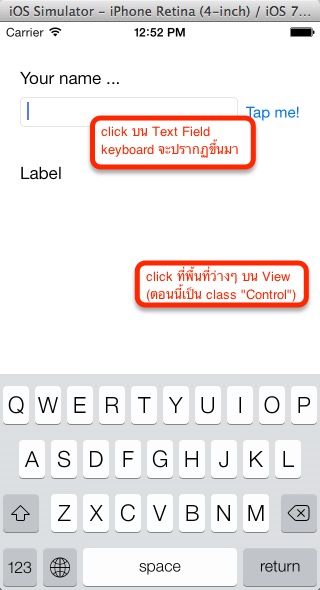 iOS Simulator - iPhone Retina (4-inch) / iOS 7...
Carrier 12:52 PM
Your name ...
Tap me!
click บน Text Field
keyboard จะปรากฏขึ้นมา
Label
click ที่พื้นที่ว่างๆ บน View
(ตอนนี้เป็น class "Control")
Q W E R T Y U I O P
A S D F G H J K L
Z X C V B N M
123 space return